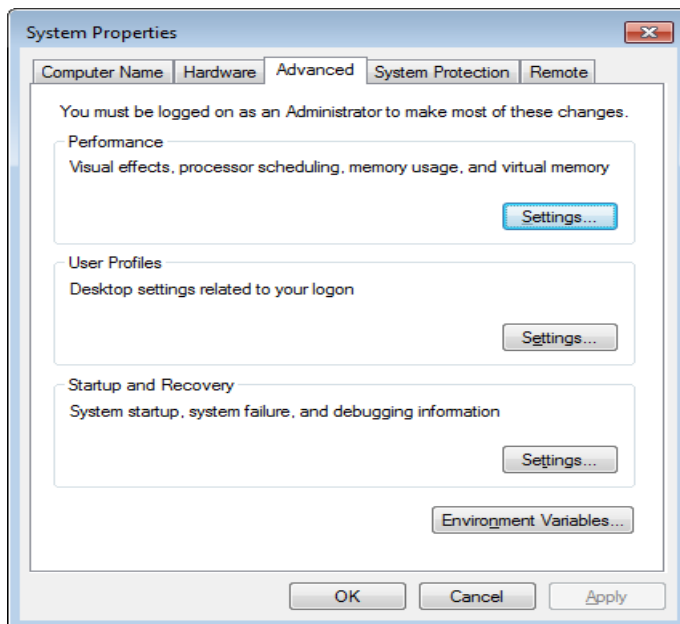 System Properties
Computer Name Hardware Advanced System Protection Remote
You must be logged on as an Administrator to make most of these changes.
Performance
Visual effects, processor scheduling, memory usage, and virtual memory
Settings...
User Profiles
Desktop settings related to your logon
Settings...
Startup and Recovery
System startup, system failure, and debugging information
Settings...
Environment Variables...
OK Cancel Apply